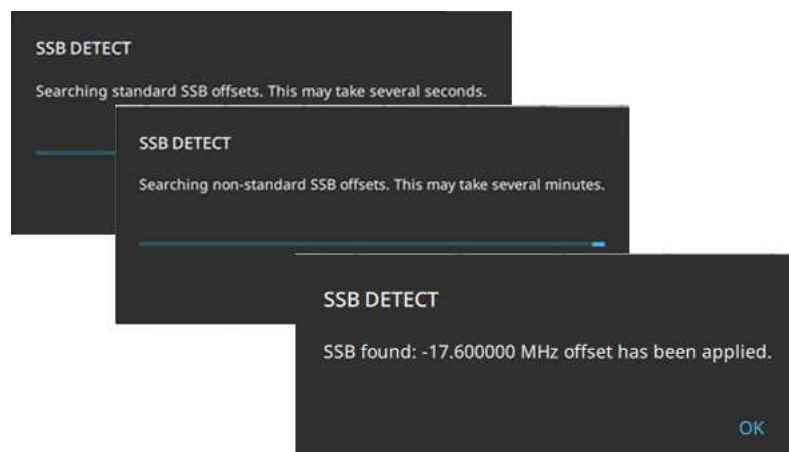 SSB DETECT
Searching standard SSB offsets. This may take several seconds.
SSB DETECT
Searching non-standard SSB offsets. This may take several minutes.
SSB DETECT
SSB found: -17.600000 MHz offset has been applied.
OK